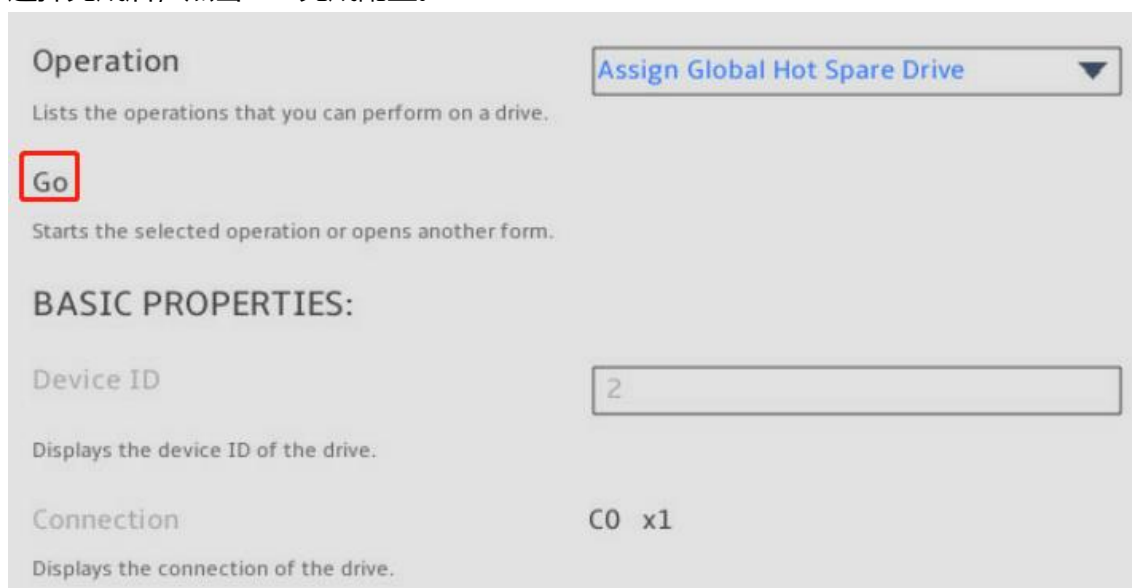 Operation
Assign Global Hot Spare Drive
Lists the operations that you can perform on a drive.
Go
Starts the selected operation or opens another form.
BASIC PROPERTIES:
Device ID
2
Displays the device ID of the drive.
Connection
C0 x1
Displays the connection of the drive.